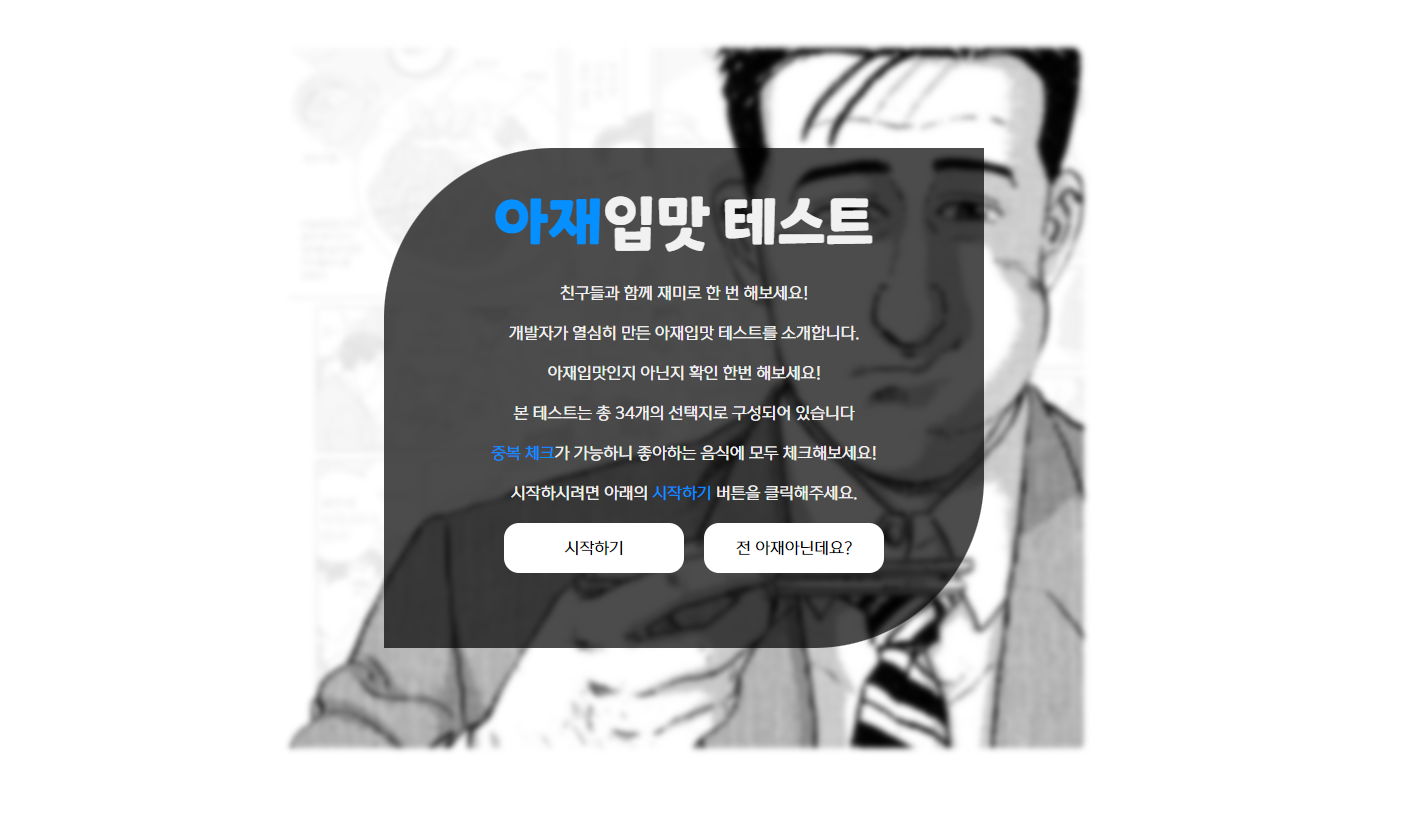 아재입맛 테스트
친구들과 함께 재미로 한 번 해보세요!
개발자가 열심히 만든 아재입맛 테스트를 소개합니다.
아재입맛인지 아닌지 확인 한번 해보세요!
본 테스트는 총 34개의 선택지로 구성되어 있습니다
중복 체크가 가능하니 좋아하는 음식에 모두 체크해보세요!
시작하시려면 아래의 시작하기 버튼을 클릭해주세요.
시작하기
전 아재아닌데요?